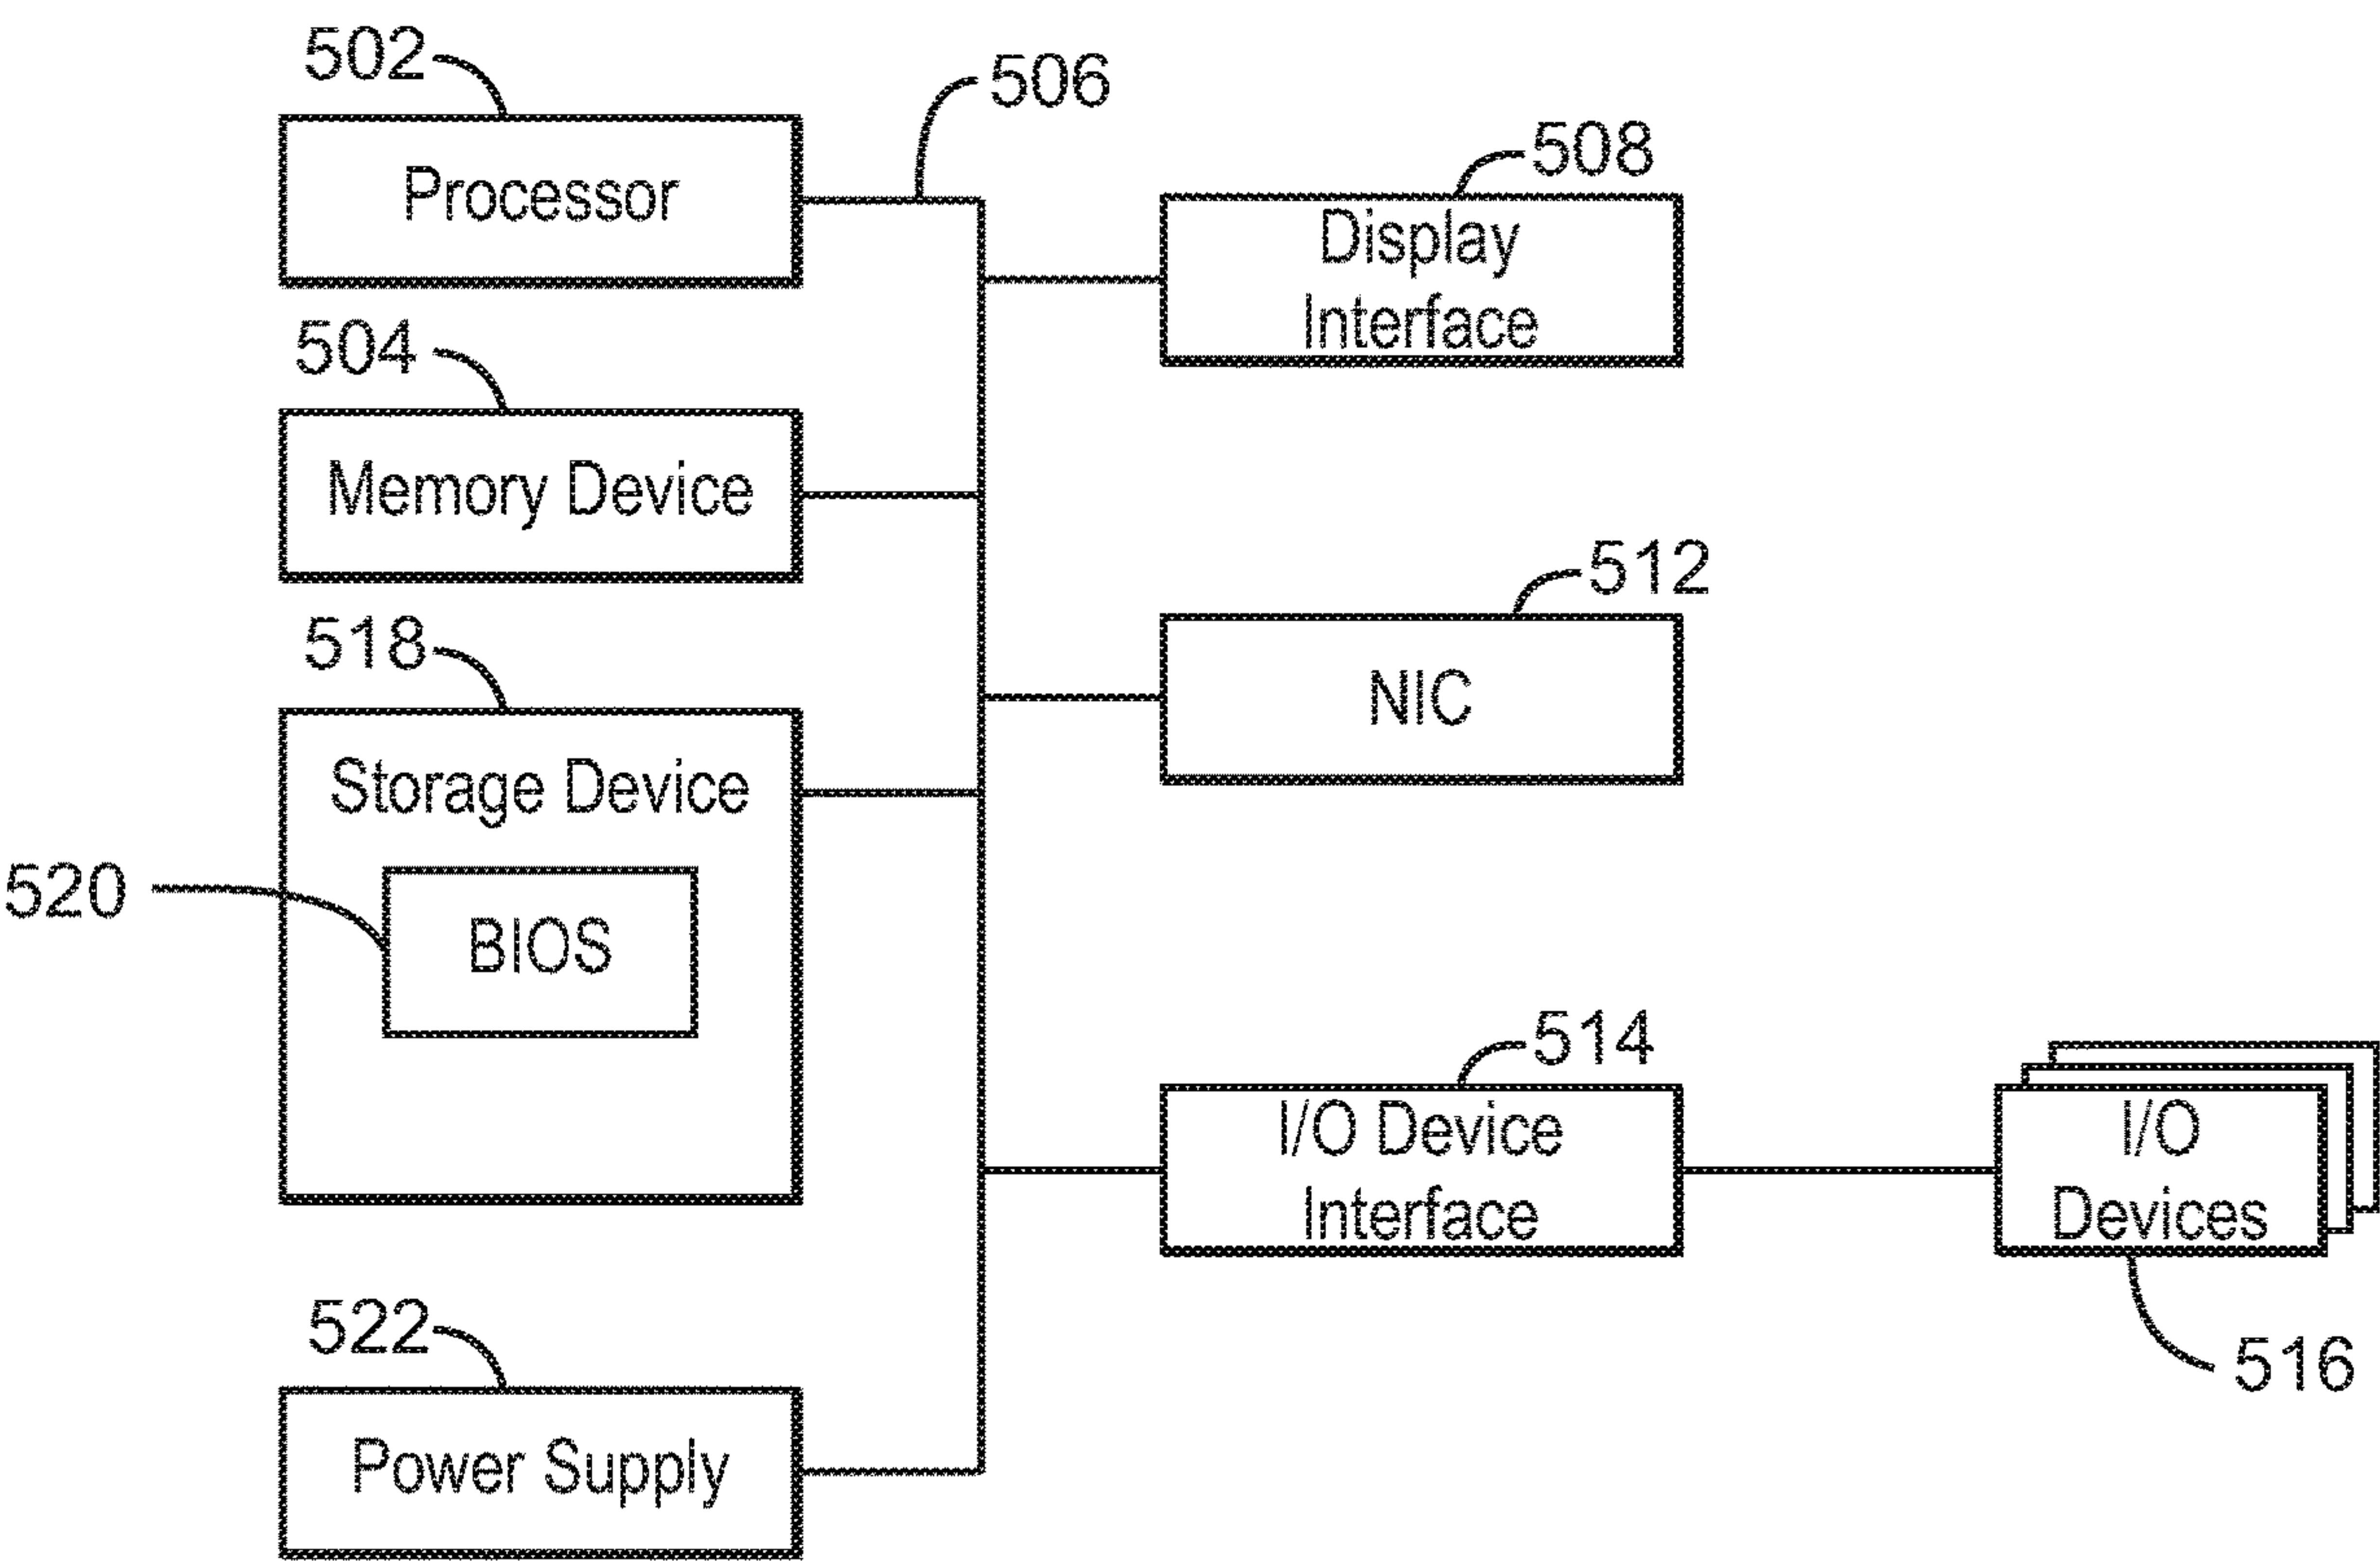 502
Processor
506
508
Display
Interface
504
Memory Device
512
NIC
518
Storage Device
520
BIOS
514
I/O Device
Interface
I/O
Devices
516
522
Power Supply